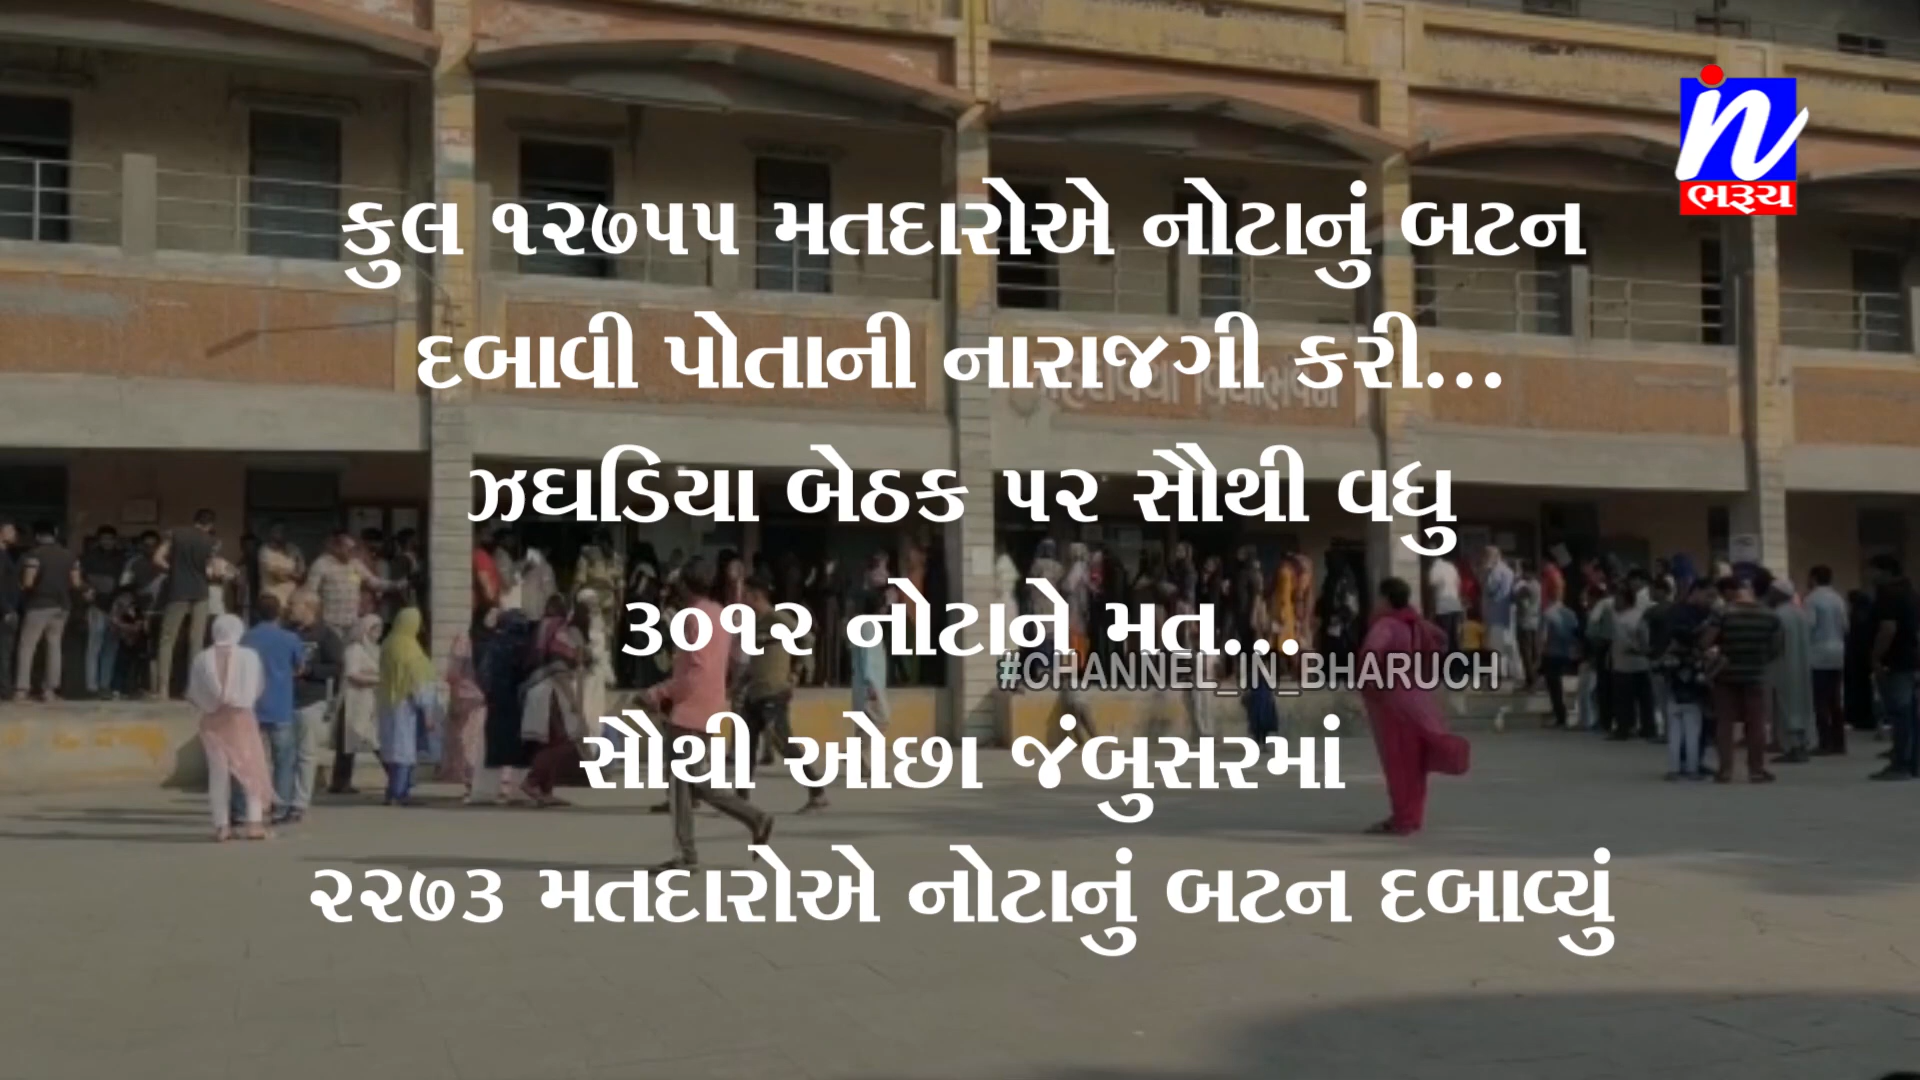 ભરૂચ
કુલ ૧૨૭૫૫ મતદારોએ નોટાનું બટન
દબાવી પોતાની નારાજગી કરી...
ઝઘડિયા બેઠક ૫૨ સૌથી વધુ
૩૦૧૨ નોટાને મત...
#CHANNEL_IN_BHARUCH
સૌથી ઓછા જંબુસરમાં
૨૨૭૩ મતદારોએ નોટાનું બટન દબાવ્યું